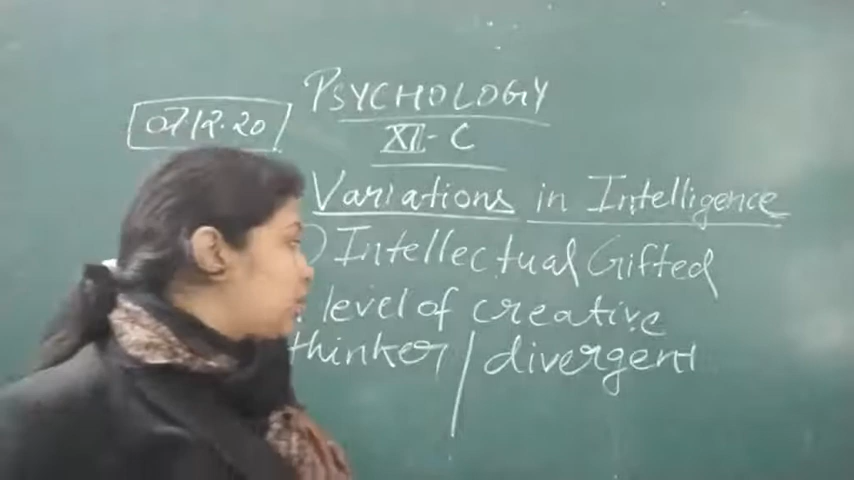 PSYCHOLOGY
07.12.20
XII-C
Variations in Intelligence
Intellectual Gifted
level of creative
thinker / divergent